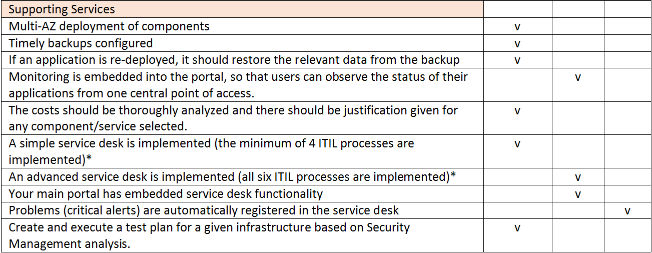 Supporting Services
Multi-AZ deployment of components v
Timely backups configured v
If an application is re-deployed, it should restore the relevant data from the backup v
Monitoring is embedded into the portal, so that users can observe the status of their v
applications from one central point of access.
The costs should be thoroughly analyzed and there should be justification given for v
any component/service selected.
A simple service desk is implemented (the minimum of 4 ITIL processes are v
implemented)*
An advanced service desk is implemented (all six ITIL processes are implemented)* v
Your main portal has embedded service desk functionality v
Problems (critical alerts) are automatically registered in the service desk v
Create and execute a test plan for a given infrastructure based on Security v
Management analysis.